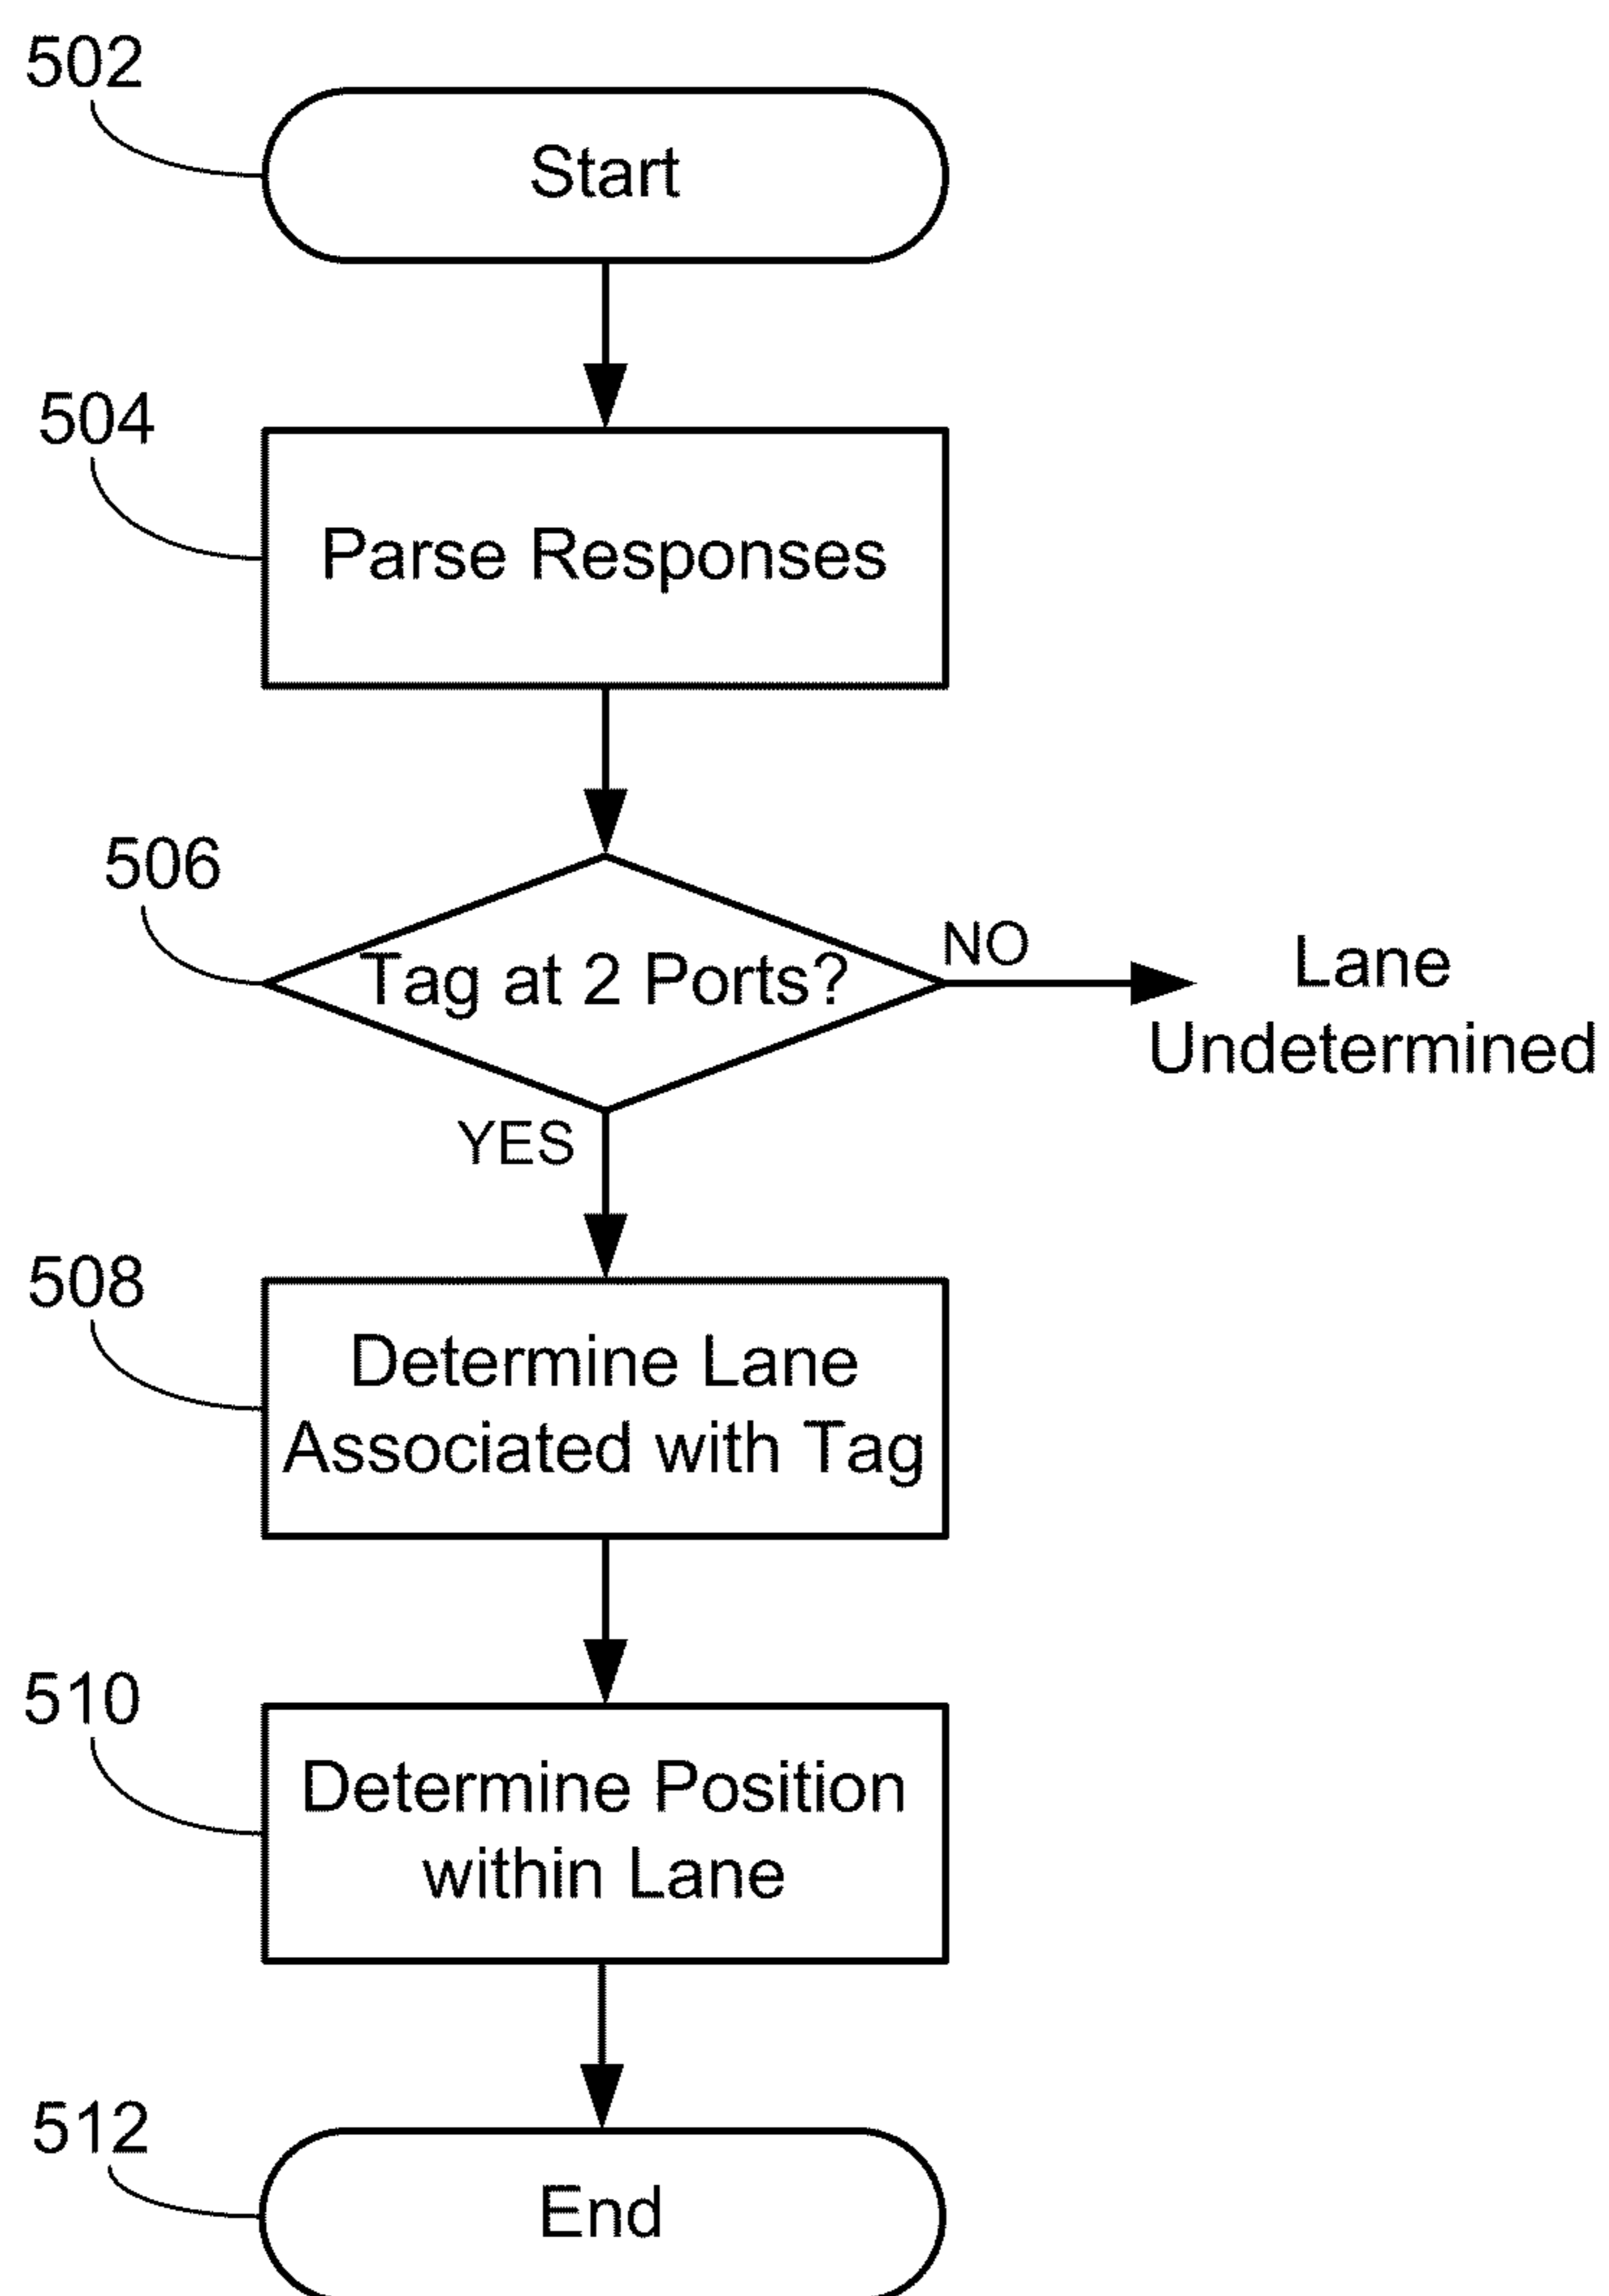 502
Start
504
Parse Responses
506
Tag at 2 Ports?
NO
Lane
Undetermined
YES
508
Determine Lane
Associated with Tag
510
Determine Position
within Lane
512
End